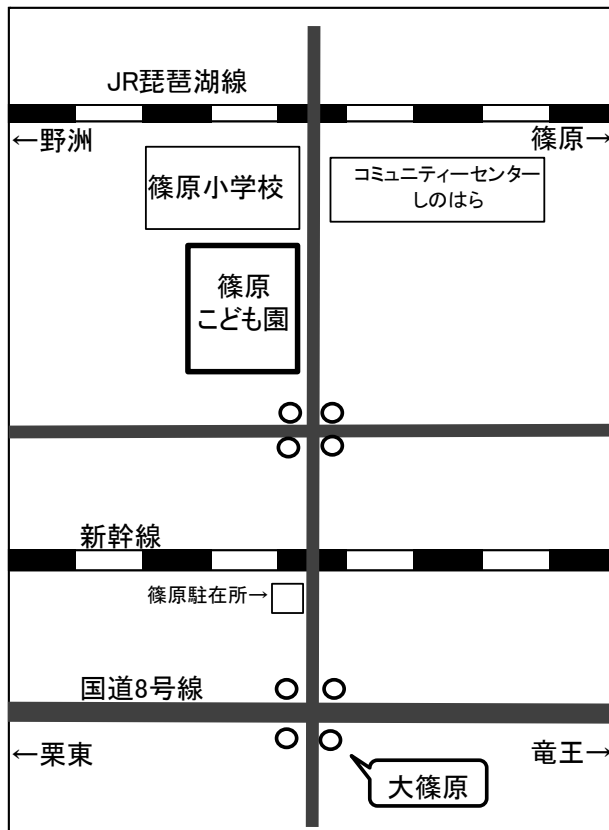 JR琵琶湖線
←野洲
篠原→
篠原小学校
コミュニティーセンター
しのはら
篠原
こども園
新幹線
篠原駐在所→
国道8号線
←栗東
竜王→
大篠原